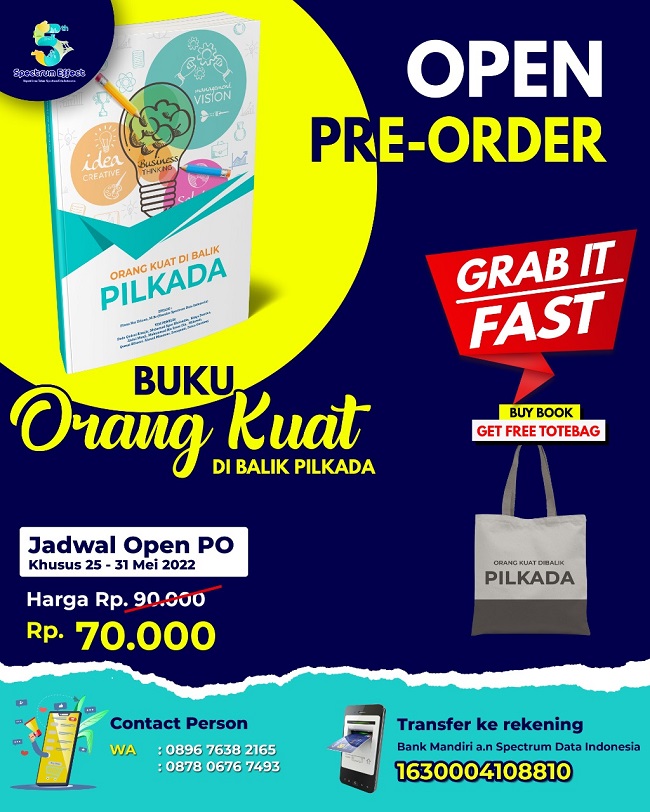 5th
Spectrum Effect
OPEN
PRE-ORDER
management
VISION
idea
CREATIVE
BUSINESS
THINKING
ORANG KUAT DI BALIK
PILKADA
GRAB IT
FAST
BUY BOOK
GET FREE TOTEBAG
BUKU
Orang Kuat
DI BALIK PILKADA
ORANG KUAT DIBALIK
PILKADA
Jadwal Open PO
Khusus 25 - 31 Mei 2022
Harga Rp. 90.000
Rp. 70.000
Contact Person
WA : 0896 7638 2165
: 0878 0676 7493
Transfer ke rekening
Bank Mandiri a.n Spectrum Data Indonesia
1630004108810